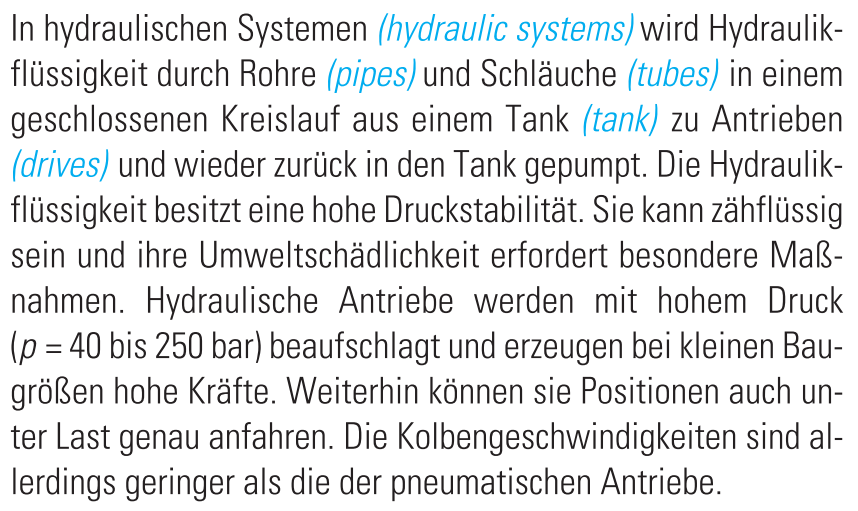 In hydraulischen Systemen (hydraulic systems) wird Hydraulik-
flüssigkeit durch Rohre (pipes) und Schläuche (tubes) in einem
geschlossenen Kreislauf aus einem Tank (tank) zu Antrieben
(drives) und wieder zurück in den Tank gepumpt. Die Hydraulik-
flüssigkeit besitzt eine hohe Druckstabilität. Sie kann zähflüssig
sein und ihre Umweltschädlichkeit erfordert besondere Maß-
nahmen. Hydraulische Antriebe werden mit hohem Druck
(p = 40 bis 250 bar) beaufschlagt und erzeugen bei kleinen Bau-
größen hohe Kräfte. Weiterhin können sie Positionen auch un-
ter Last genau anfahren. Die Kolbengeschwindigkeiten sind al-
lerdings geringer als die der pneumatischen Antriebe.